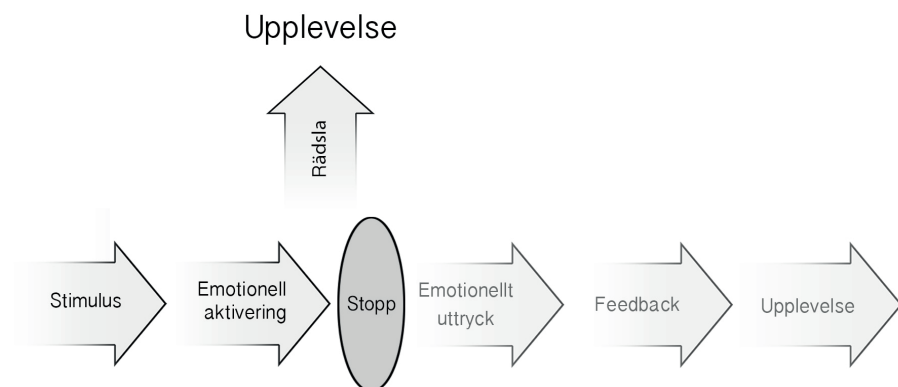 Upplevelse
Rädsla
Stimulus
Emotionell
aktivering
Stopp
Emotionellt
uttryck
Feedback
Upplevelse